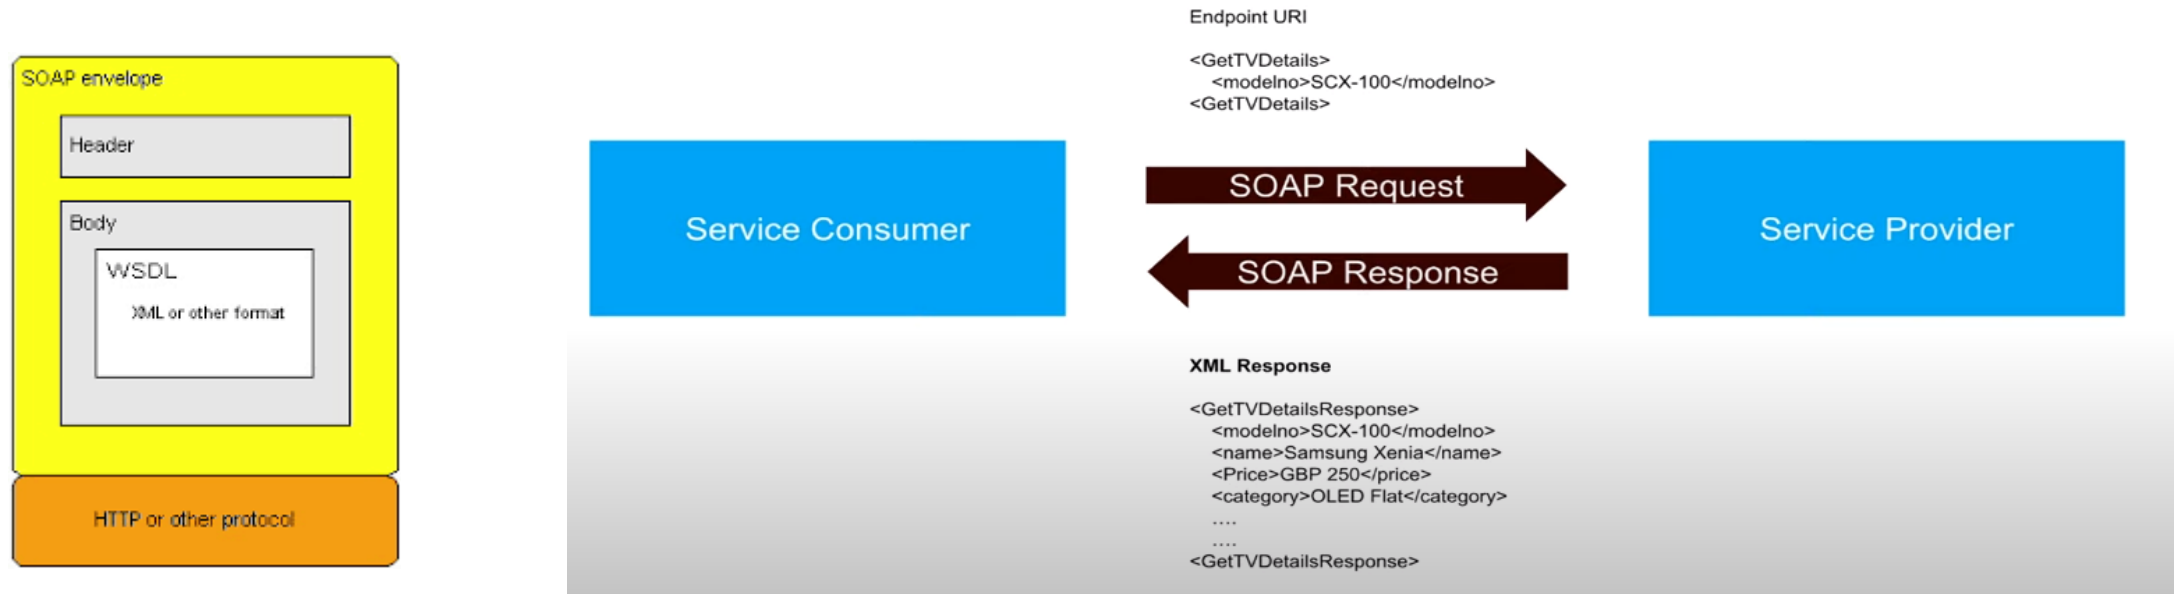 SOAP envelope
Header
Body
WSDL
XML or other format
HTTP or other protocol
Endpoint URI
<GetTVDetails>
<modelno>SCX-100</modelno>
<GetTVDetails>
Service Consumer
SOAP Request
SOAP Response
Service Provider
XML Response
<GetTVDetailsResponse>
<modelno>SCX-100</modelno>
<name>Samsung Xenia</name>
<Price>GBP 250</price>
<category>OLED Flat</category>
....
....
<GetTVDetailsResponse>